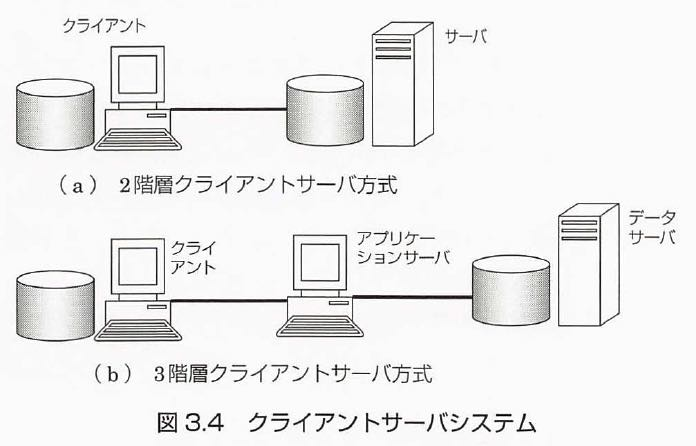 クライアント
サーバ
(a) 2階層クライアントサーバ方式
クライ
アント
アプリケー
ションサーバ
データ
サーバ
(b) 3階層クライアントサーバ方式
図3.4 クライアントサーバシステム